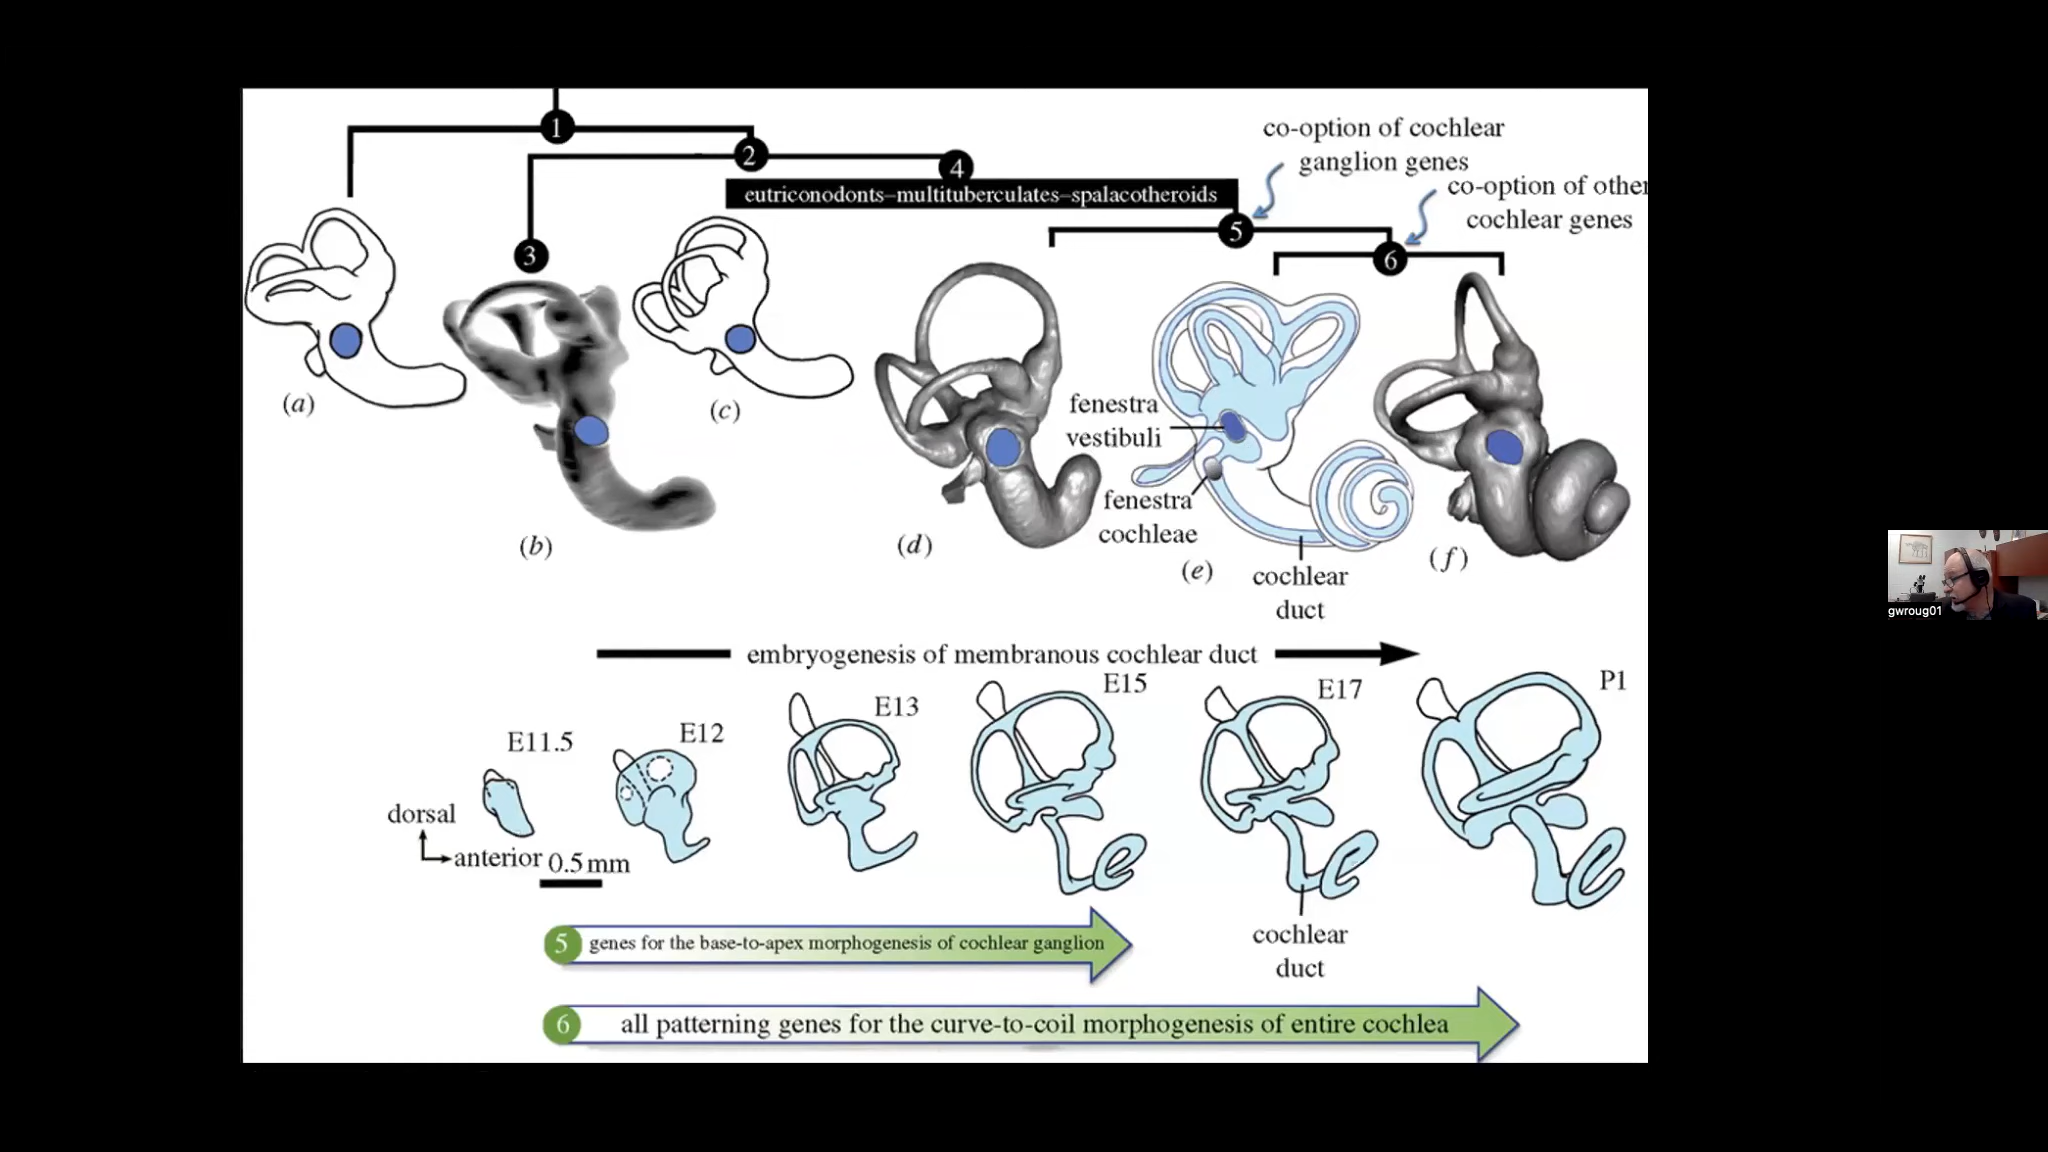 1
2
4
co-option of cochlear
ganglion genes
eutriconodonts–multituberculates–spalacotheroids
co-option of other
cochlear genes
5
3
6
(a)
(c)
fenestra
vestibuli
fenestra
cochleae
(b)
(d)
(e)
(f)
cochlear
duct
gwroug01
embryogenesis of membranous cochlear duct
E11.5
E12
E13
E15
E17
P1
dorsal
anterior
0.5 mm
cochlear
duct
5 genes for the base-to-apex morphogenesis of cochlear ganglion
6 all patterning genes for the curve-to-coil morphogenesis of entire cochlea